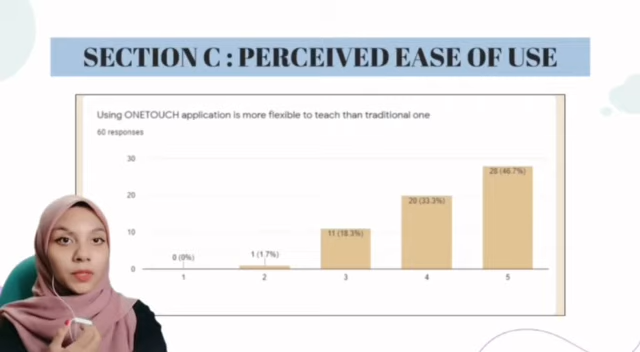 SECTION C : PERCEIVED EASE OF USE
Using ONETOUCH application is more flexible to teach than traditional one
60 responses
30
20
10
0
0 (0%)
1 (1.7%)
11 (18.3%)
20 (33.3%)
28 (46.7%)
1 2 3 4 5